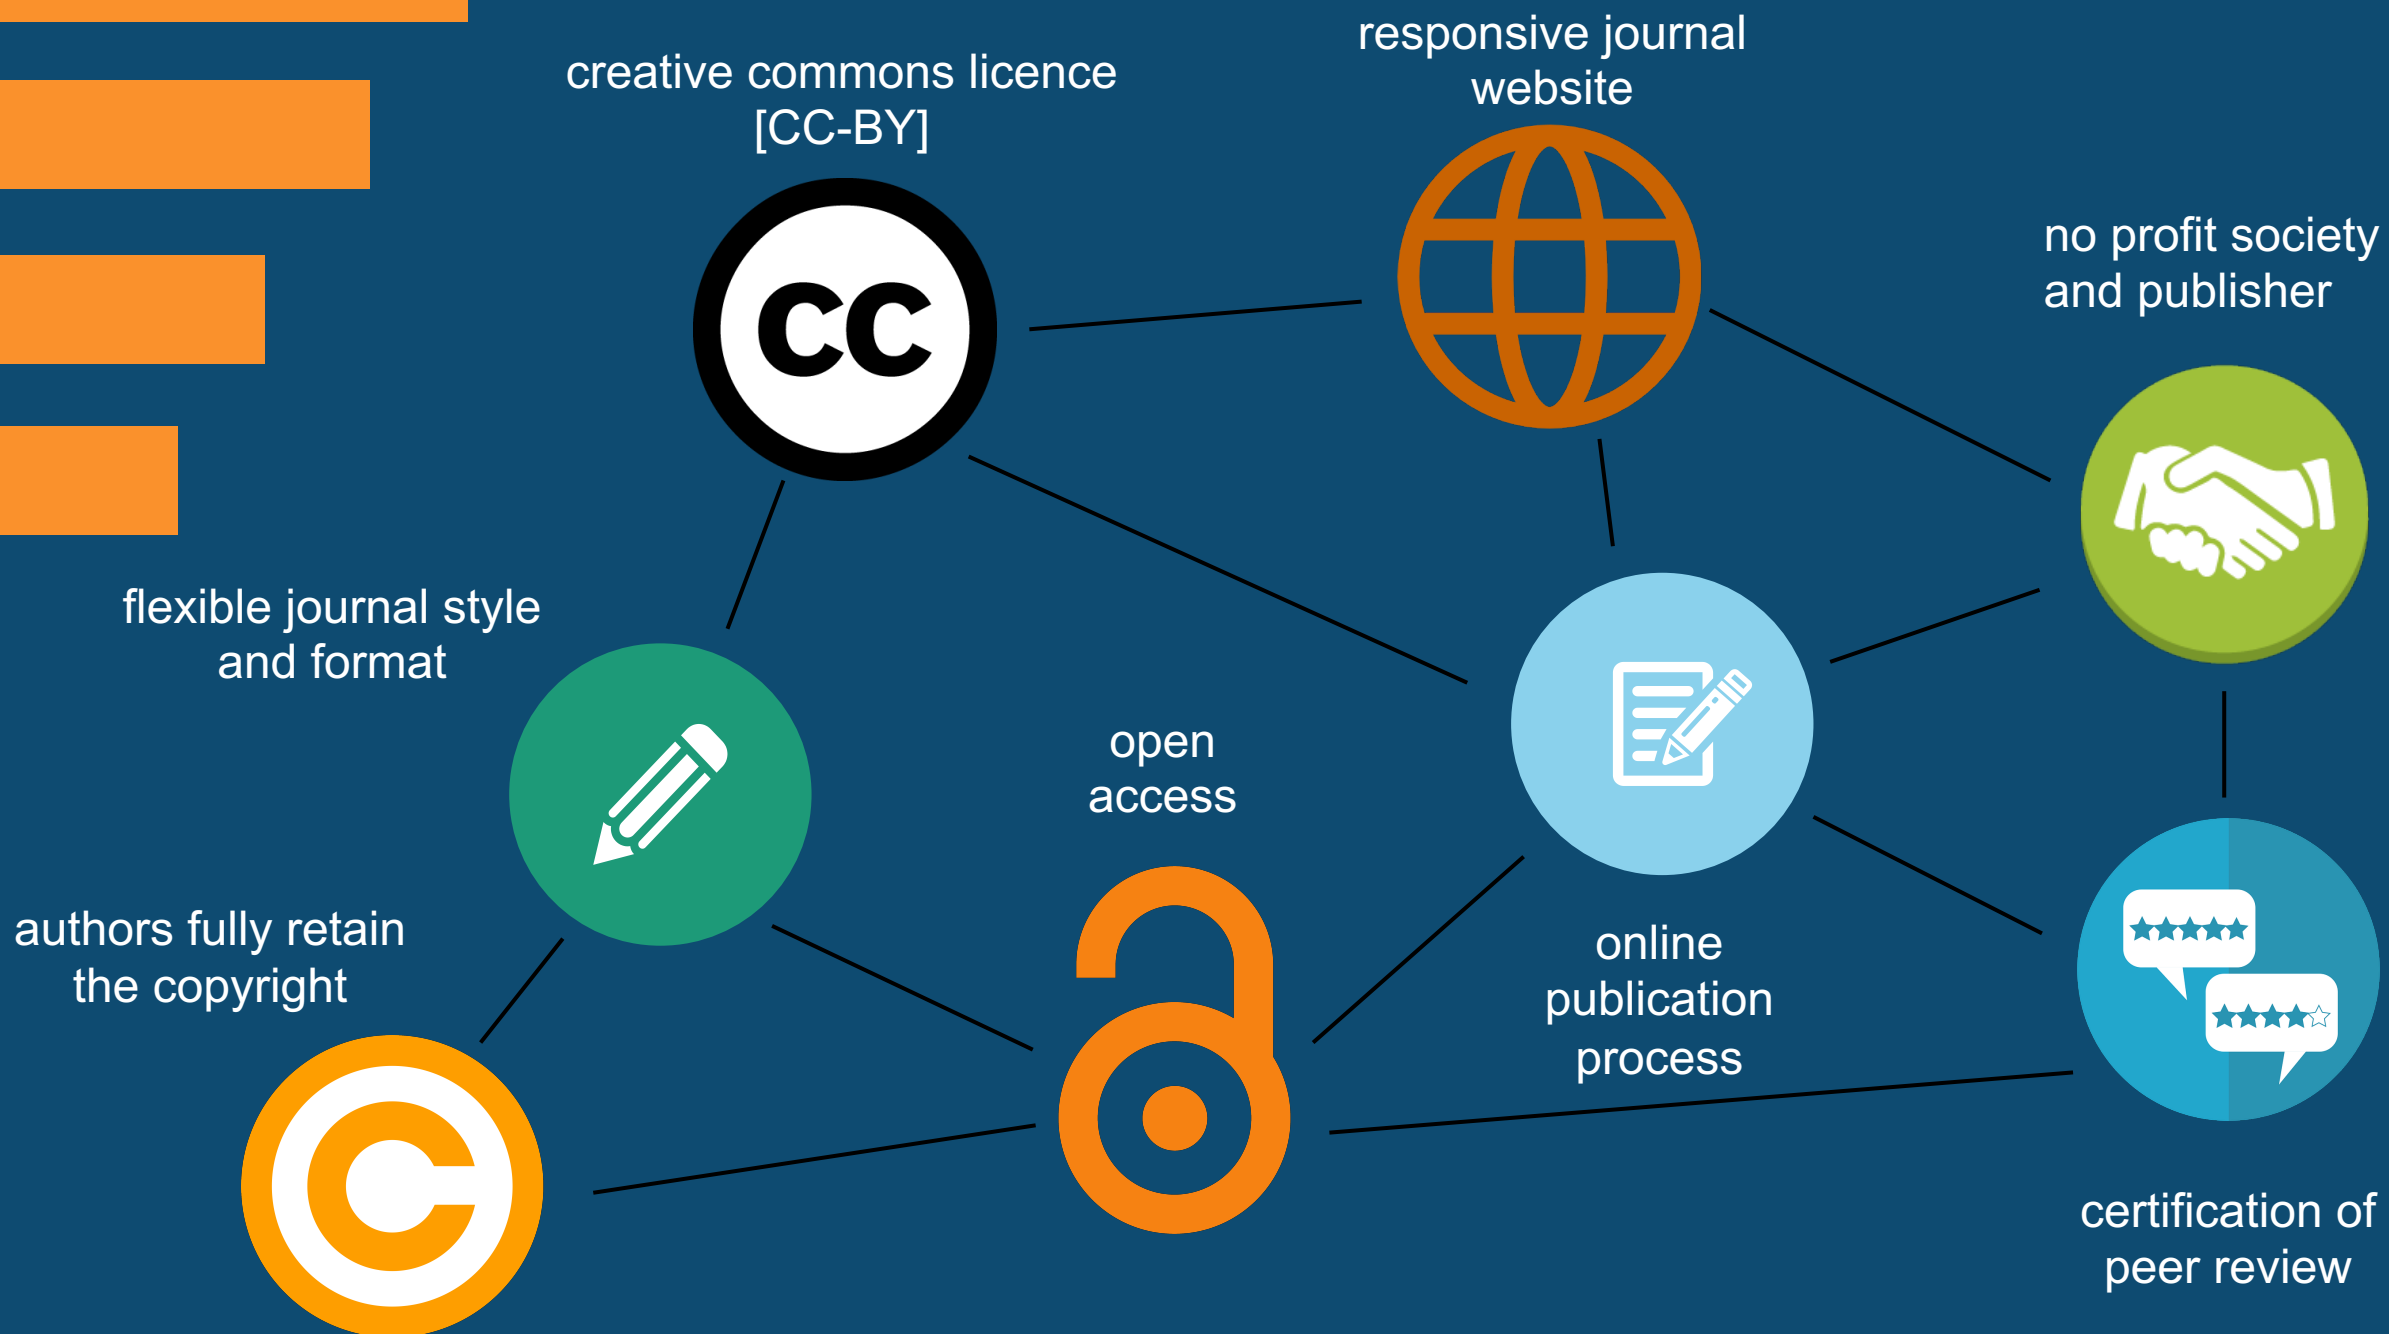 creative commons licence
[CC-BY]
responsive journal
website
no profit society
and publisher
flexible journal style
and format
open
access
authors fully retain
the copyright
online
publication
process
certification of
peer review